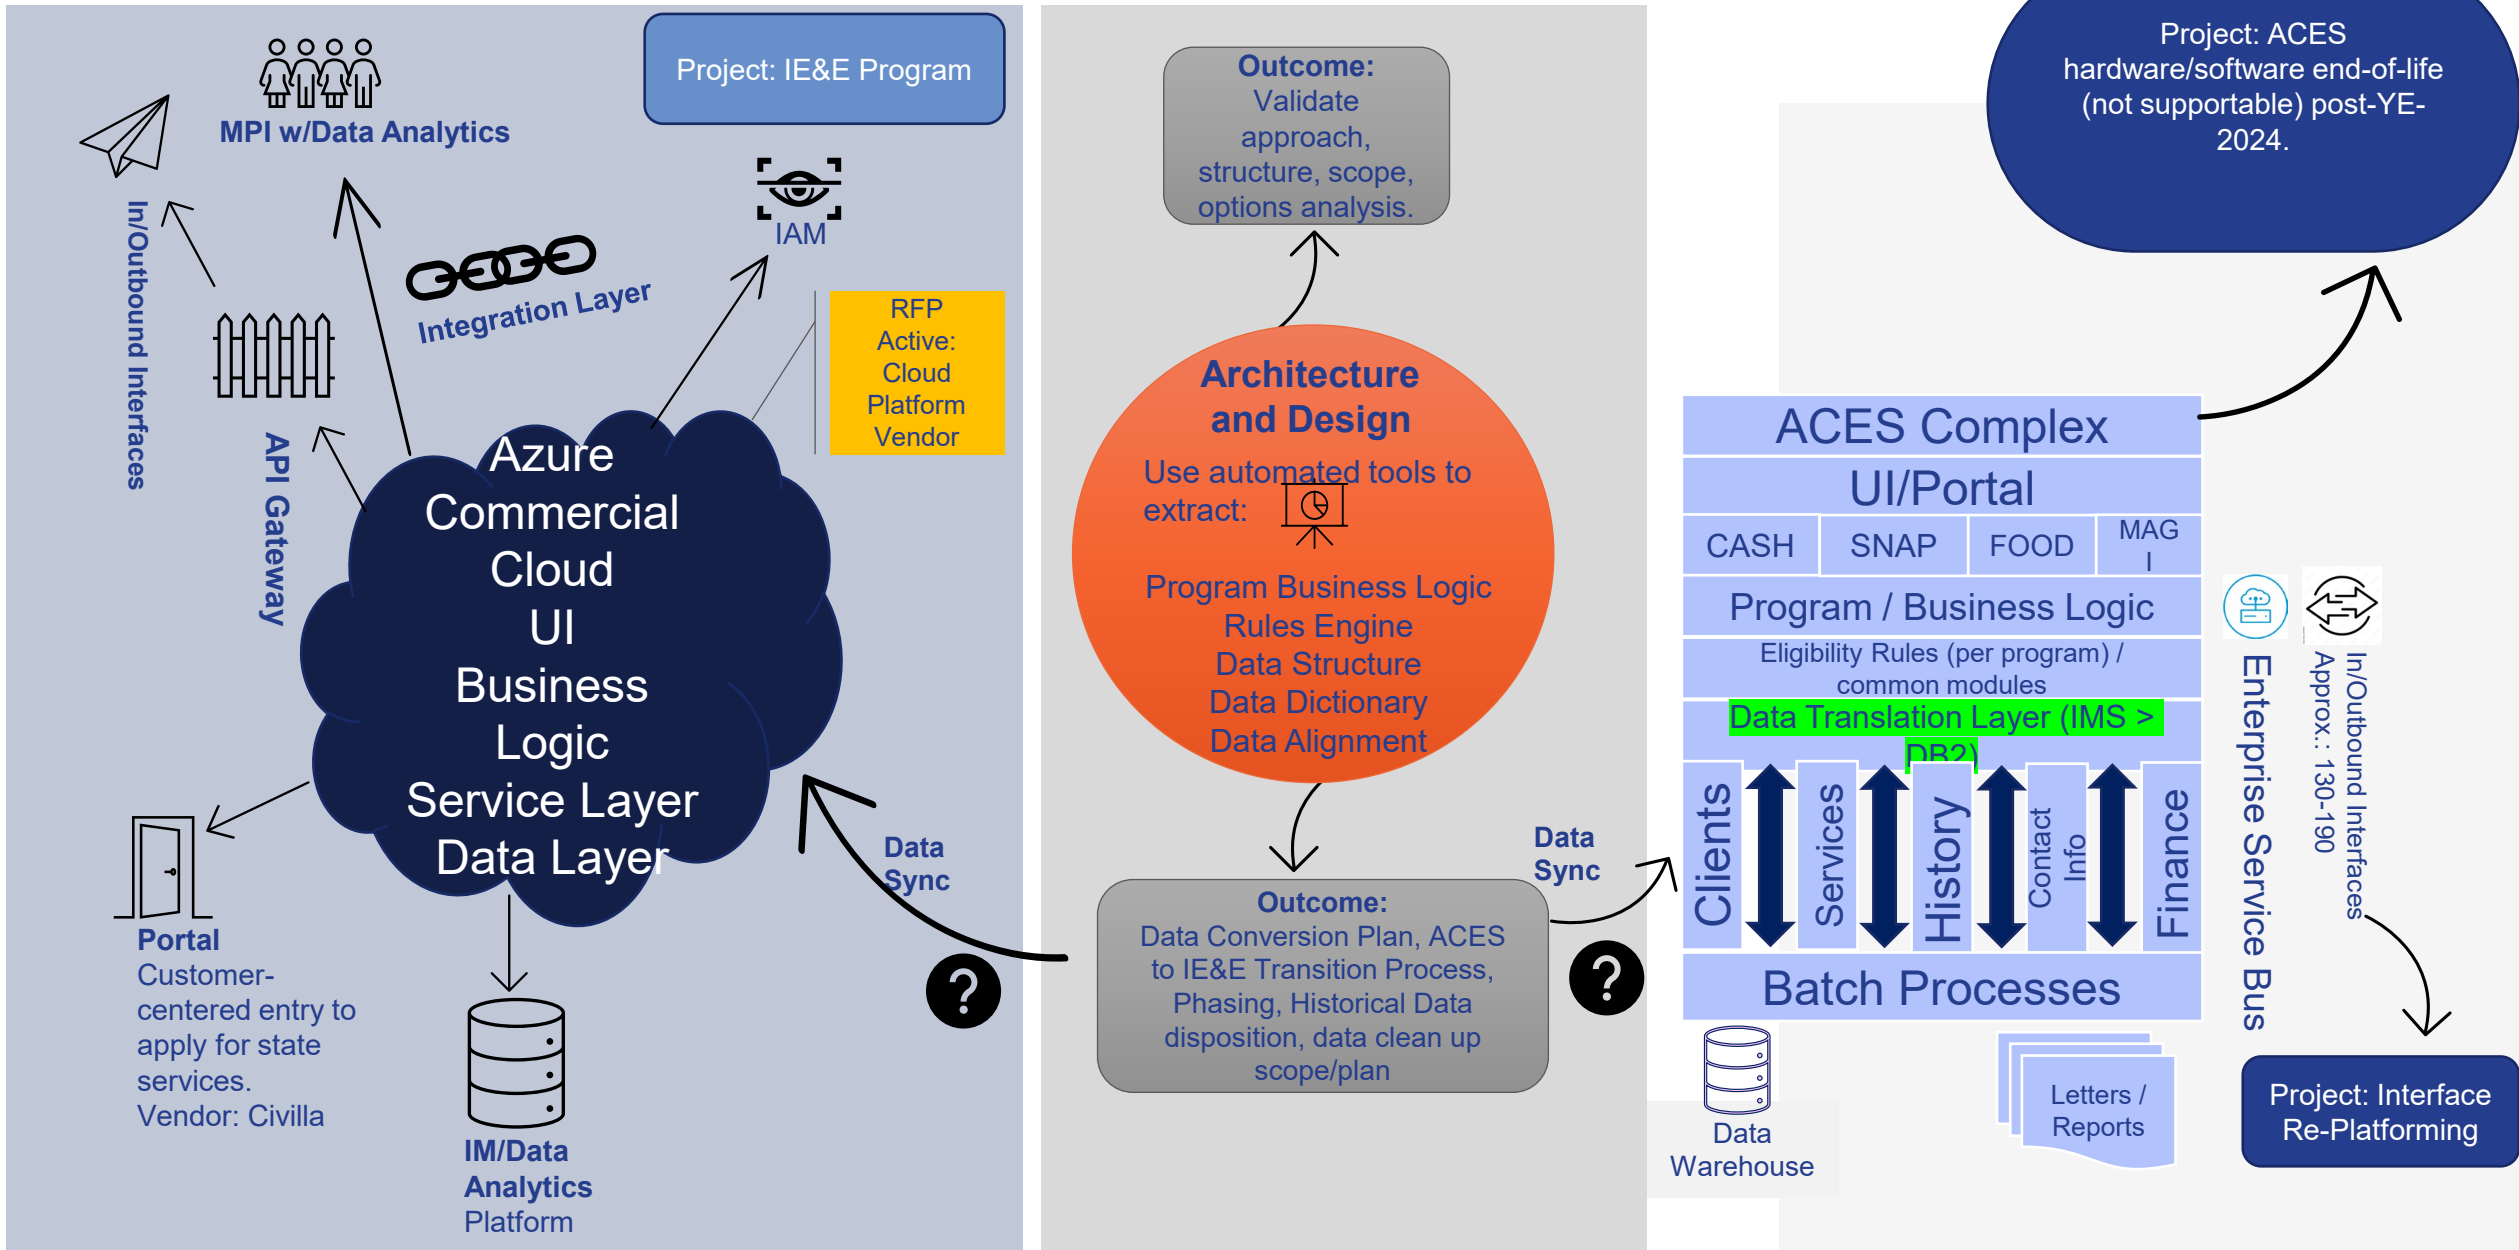 Project: IE&E Program
MPI w/Data Analytics
In/Outbound Interfaces
Integration Layer
IAM
RFP
Active:
Cloud
Platform
Vendor
API Gateway
Azure
Commercial
Cloud
UI
Business
Logic
Service Layer
Data Layer
Portal
Customer-
centered entry to
apply for state
services.
Vendor: Civilla
IM/Data
Analytics
Platform
Data
Sync
?
Outcome:
Validate
approach,
structure, scope,
options analysis.
Architecture
and Design
Use automated tools to
extract:
Program Business Logic
Rules Engine
Data Structure
Data Dictionary
Data Alignment
Outcome:
Data Conversion Plan, ACES
to IE&E Transition Process,
Phasing, Historical Data
disposition, data clean up
scope/plan
Data
Sync
?
Project: ACES
hardware/software end-of-life
(not supportable) post-YE-
2024.
ACES Complex
UI/Portal
CASH
SNAP
FOOD
MAG
I
Program / Business Logic
Eligibility Rules (per program) /
common modules
Data Translation Layer (IMS >
DB2)
Clients
Services
History
Contact
Info
Finance
Batch Processes
Data
Warehouse
Letters /
Reports
Enterprise Service Bus
In/Outbound Interfaces
Approx.: 130-190
Project: Interface
Re-Platforming